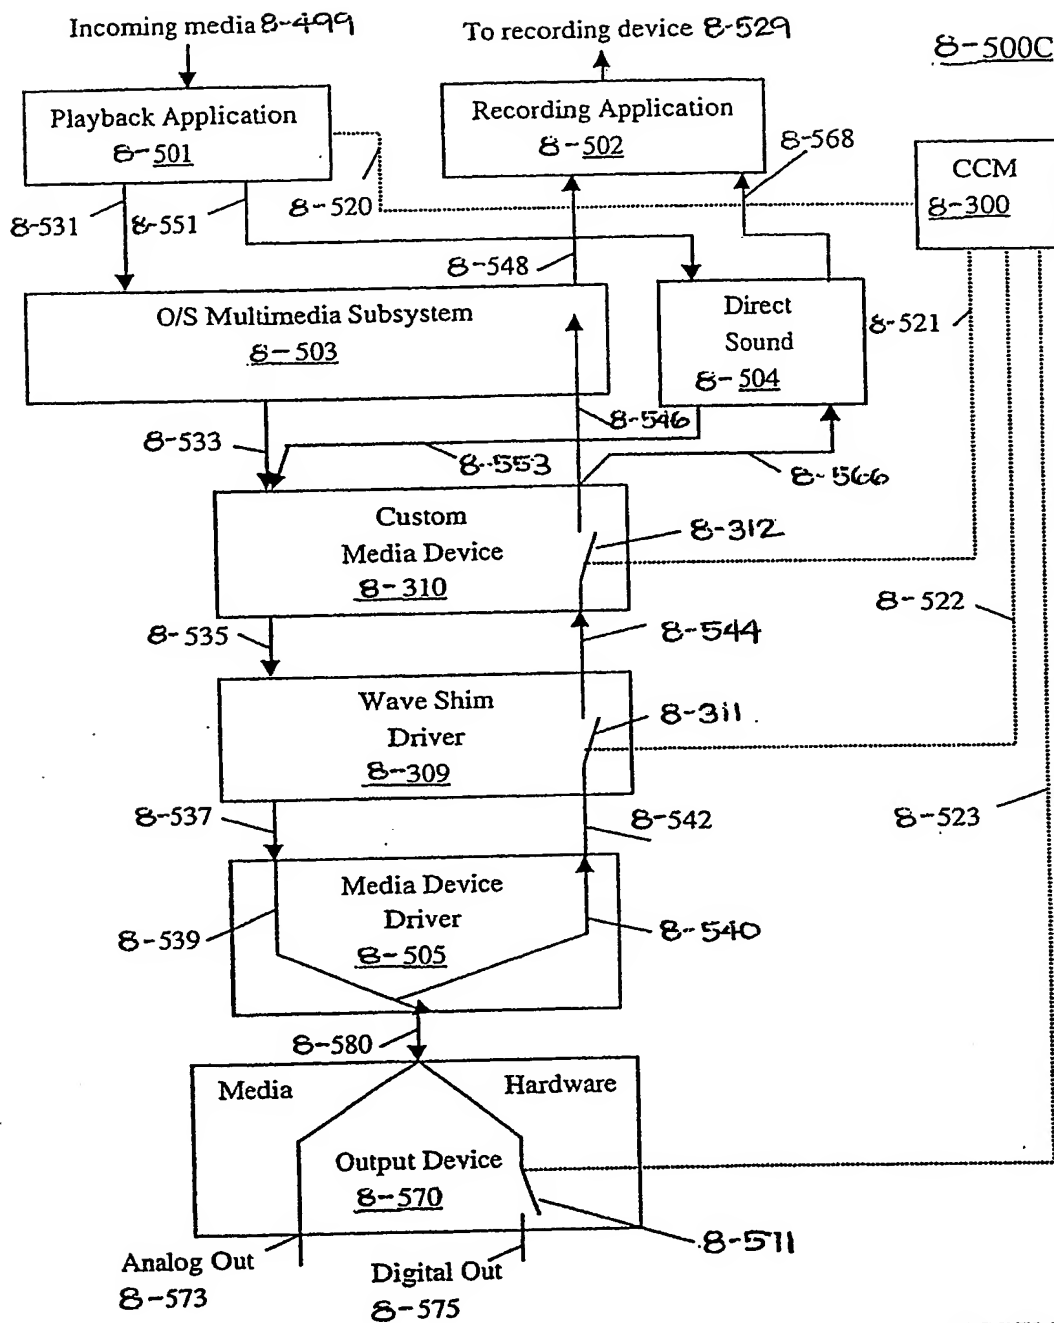 Incoming media 8-499
To recording device 8-529
8-500C
Playback Application
8-501
Recording Application
8-502
8-568
CCM
8-300
8-531
8-551
8-520
8-548
O/S Multimedia Subsystem
8-503
Direct
Sound
8-504
8-521
8-533
8-546
8-553
8-566
Custom
Media Device
8-310
8-312
8-522
8-535
8-544
Wave Shim
Driver
8-309
8-311
8-537
8-542
8-523
Media Device
Driver
8-505
8-539
8-540
8-580
Media
Hardware
Output Device
8-570
8-571
Analog Out
8-573
Digital Out
8-575